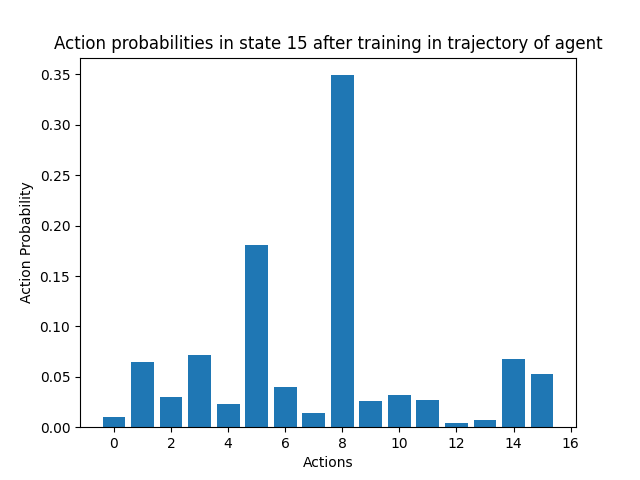 Action probabilities in state 15 after training in trajectory of agent
0.35
0.30
0.25
0.20
0.15
0.10
0.05
0.00
Action Probability
0 2 4 6 8 10 12 14 16
Actions